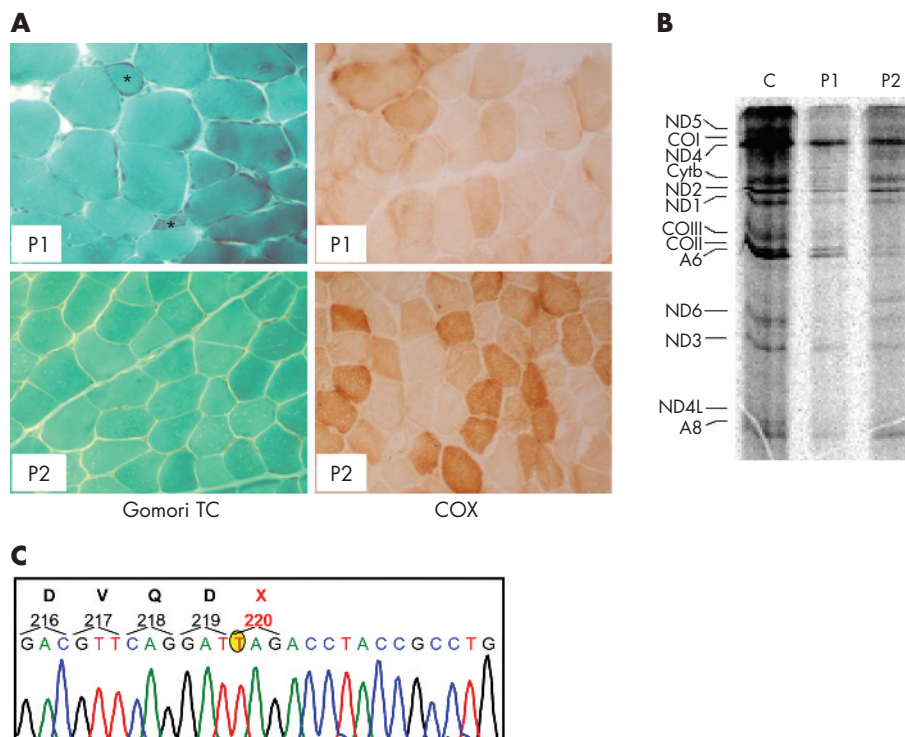 A
*
*
P1
P1
P2
P2
Gomori TC
COX
B
C P1 P2
ND5
COI
ND4
Cytb
ND2
ND1
COIII
COII
A6
ND6
ND3
ND4L
A8
C
D V Q D X
216 217 218 219 220
G A C G T T C A G G A T T A G A C C T A C C G C C T G